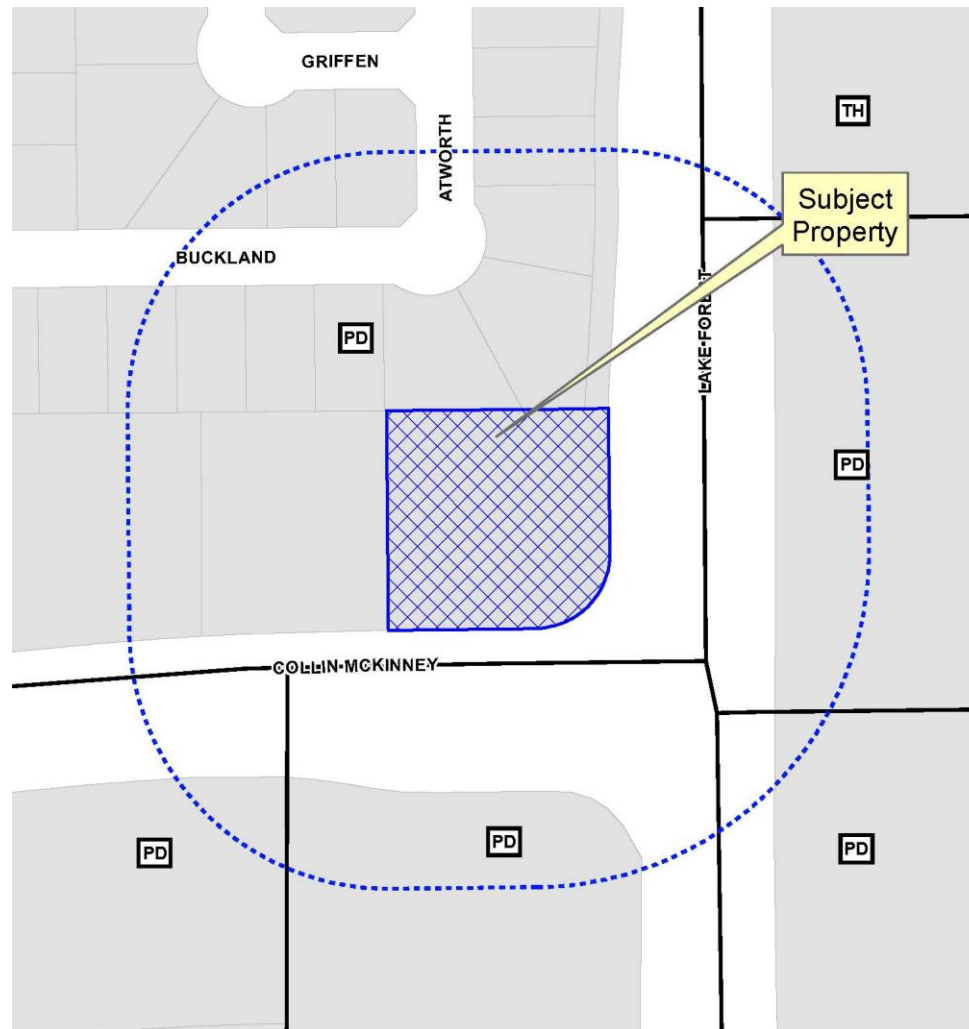 GRIFFEN
ATWORTH
TH
Subject
Property
BUCKLAND
LAKE FOREST
PD
PD
COLLIN MCKINNEY
PD
PD
PD